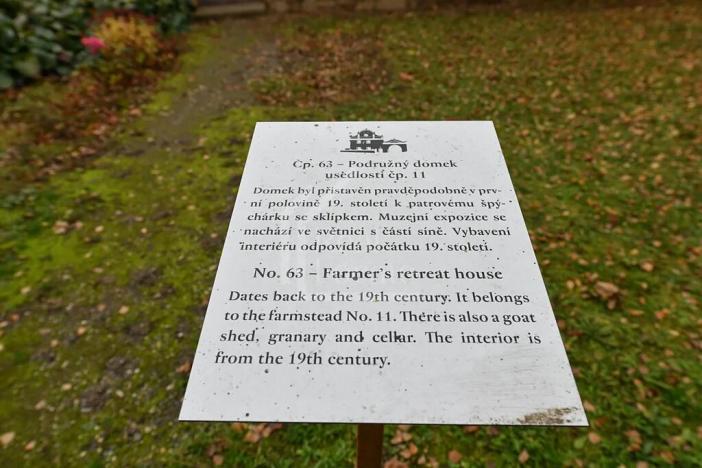 Čp. 63 – Podružný domek
usedlosti čp. 11
Domek byl přistavěn pravděpodobně v prv-
ní polovině 19. století k patrovému špý-
chárku se sklípkem. Muzejní expozice se
nachází ve světnici s částí síně. Vybavení
interiéru odpovídá počátku 19. století.
No. 63 – Farmer's retreat house
Dates back to the 19th century. It belongs
to the farmstead No. 11. There is also a goat
shed, granary and cellar. The interior is
from the 19th century.